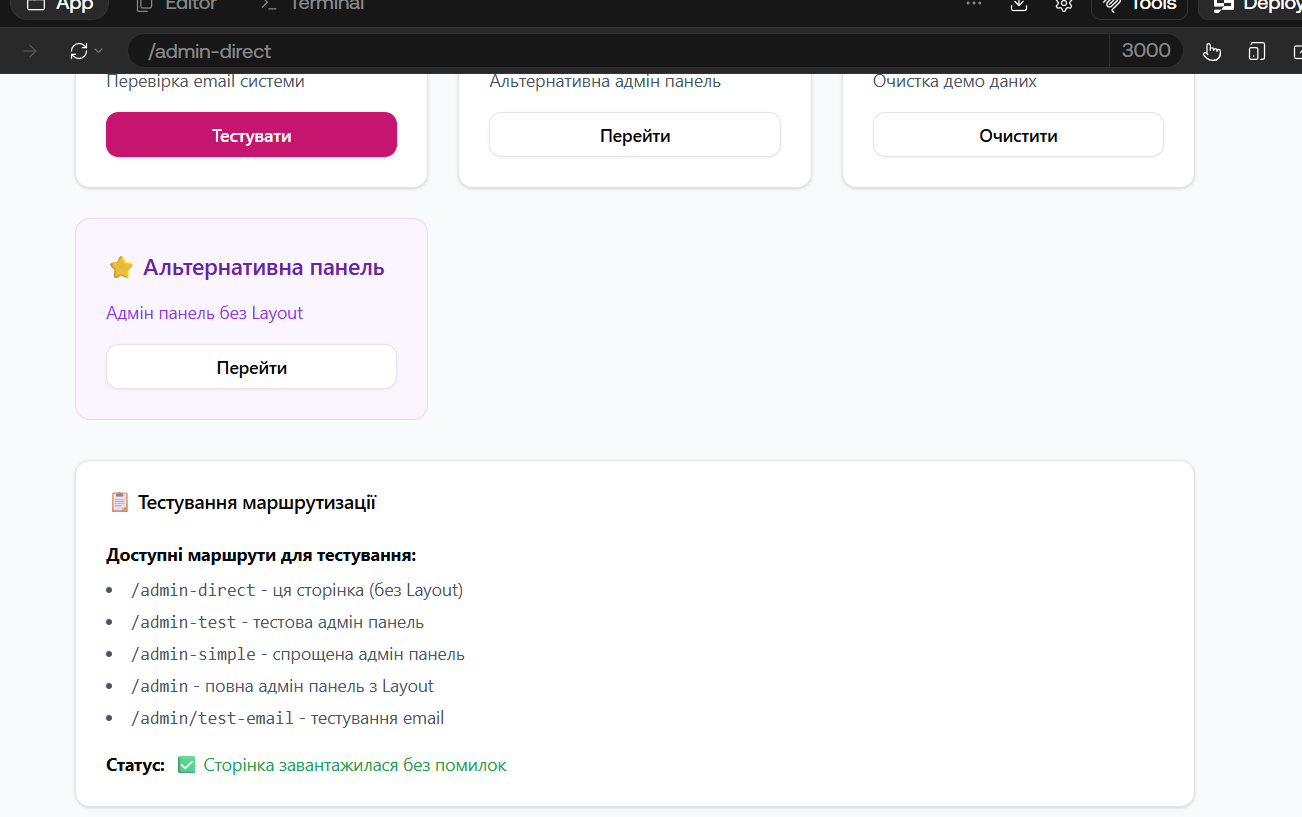 App Editor Terminal Tools Deploy
/admin-direct 3000
Перевірка email системи Альтернативна адмін панель Очистка демо даних
Тестувати Перейти Очистити
⭐ Альтернативна панель
Адмін панель без Layout
Перейти
📋 Тестування маршрутизації
Доступні маршрути для тестування:
• /admin-direct - ця сторінка (без Layout)
• /admin-test - тестова адмін панель
• /admin-simple - спрощена адмін панель
• /admin - повна адмін панель з Layout
• /admin/test-email - тестування email
Статус: ✅ Сторінка завантажилася без помилок